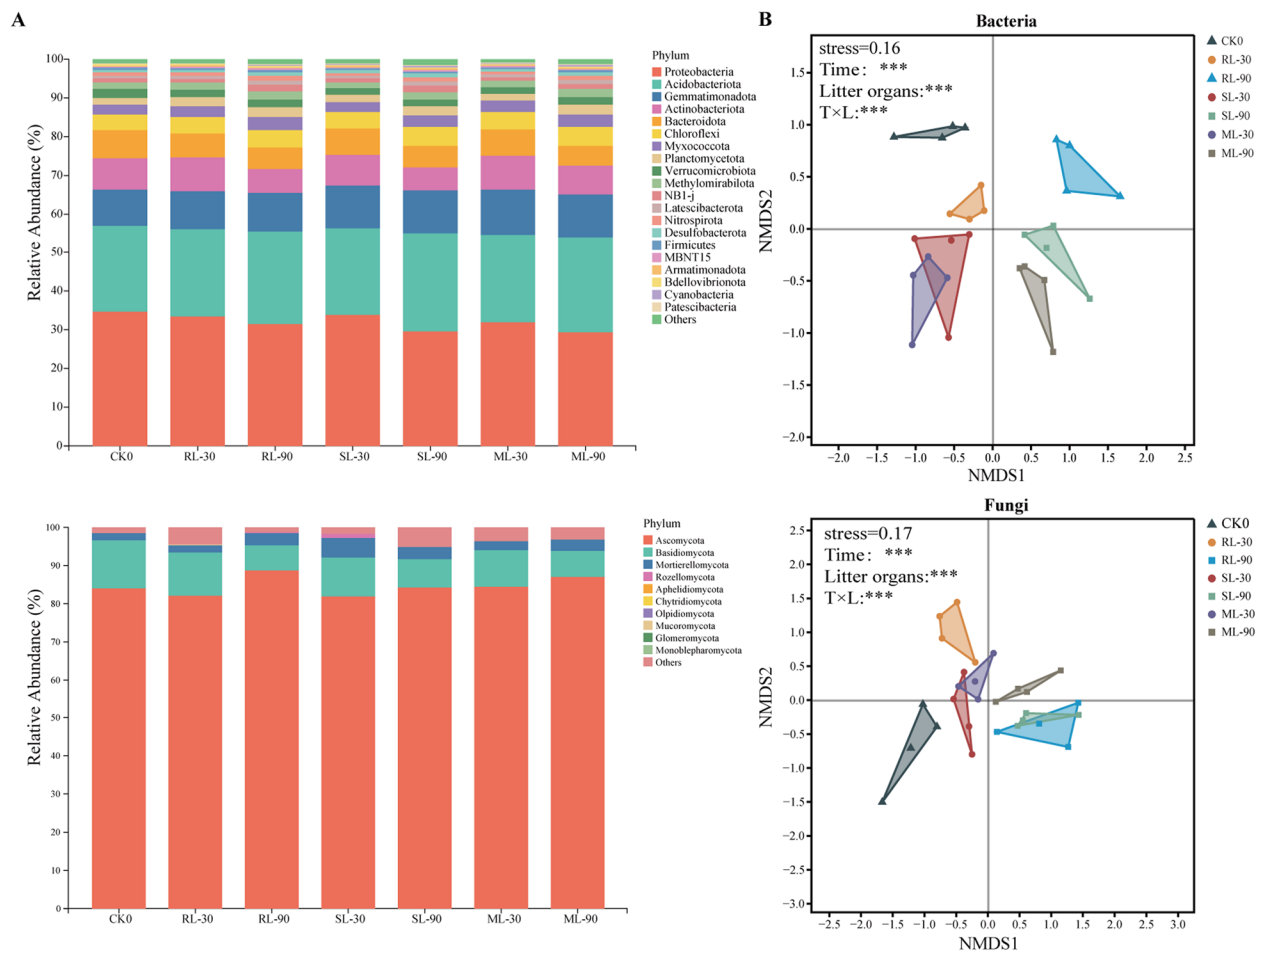 A
Relative Abundance (%)
100
90
80
70
60
50
40
30
20
10
0
CK0 RL-30 RL-90 SL-30 SL-90 ML-30 ML-90
Phylum
Proteobacteria
Acidobacteriota
Gemmatimonadota
Actinobacteriota
Bacteroidota
Chloroflexi
Myxococcota
Planctomycetota
Verrucomicrobiota
Methylomirabilota
NB1-j
Latescibacterota
Nitrospirota
Desulfobacterota
Firmicutes
MBNT15
Armatimonadota
Bdellovibrionota
Cyanobacteria
Patescibacteria
Others
Relative Abundance (%)
100
90
80
70
60
50
40
30
20
10
0
CK0 RL-30 RL-90 SL-30 SL-90 ML-30 ML-90
Phylum
Ascomycota
Basidiomycota
Mortierellomycota
Rozellomycota
Aphelidiomycota
Chytridiomycota
Olpidiomycota
Mucoromycota
Glomeromycota
Monoblepharomycota
Others
B
Bacteria
stress=0.16
Time: ***
Litter organs:***
T×L:***
NMDS2
1.5
1.0
0.5
0.0
−0.5
−1.0
−1.5
−2.0
−2.0 −1.5 −1.0 −0.5 0.0 0.5 1.0 1.5 2.0 2.5
NMDS1
CK0
RL-30
RL-90
SL-30
SL-90
ML-30
ML-90
Fungi
stress=0.17
Time: ***
Litter organs:***
T×L:***
NMDS2
2.5
2.0
1.5
1.0
0.5
0.0
−0.5
−1.0
−1.5
−2.0
−2.5
−3.0
−2.5 −2.0 −1.5 −1.0 −0.5 0.0 0.5 1.0 1.5 2.0 2.5 3.0
NMDS1
CK0
RL-30
RL-90
SL-30
SL-90
ML-30
ML-90